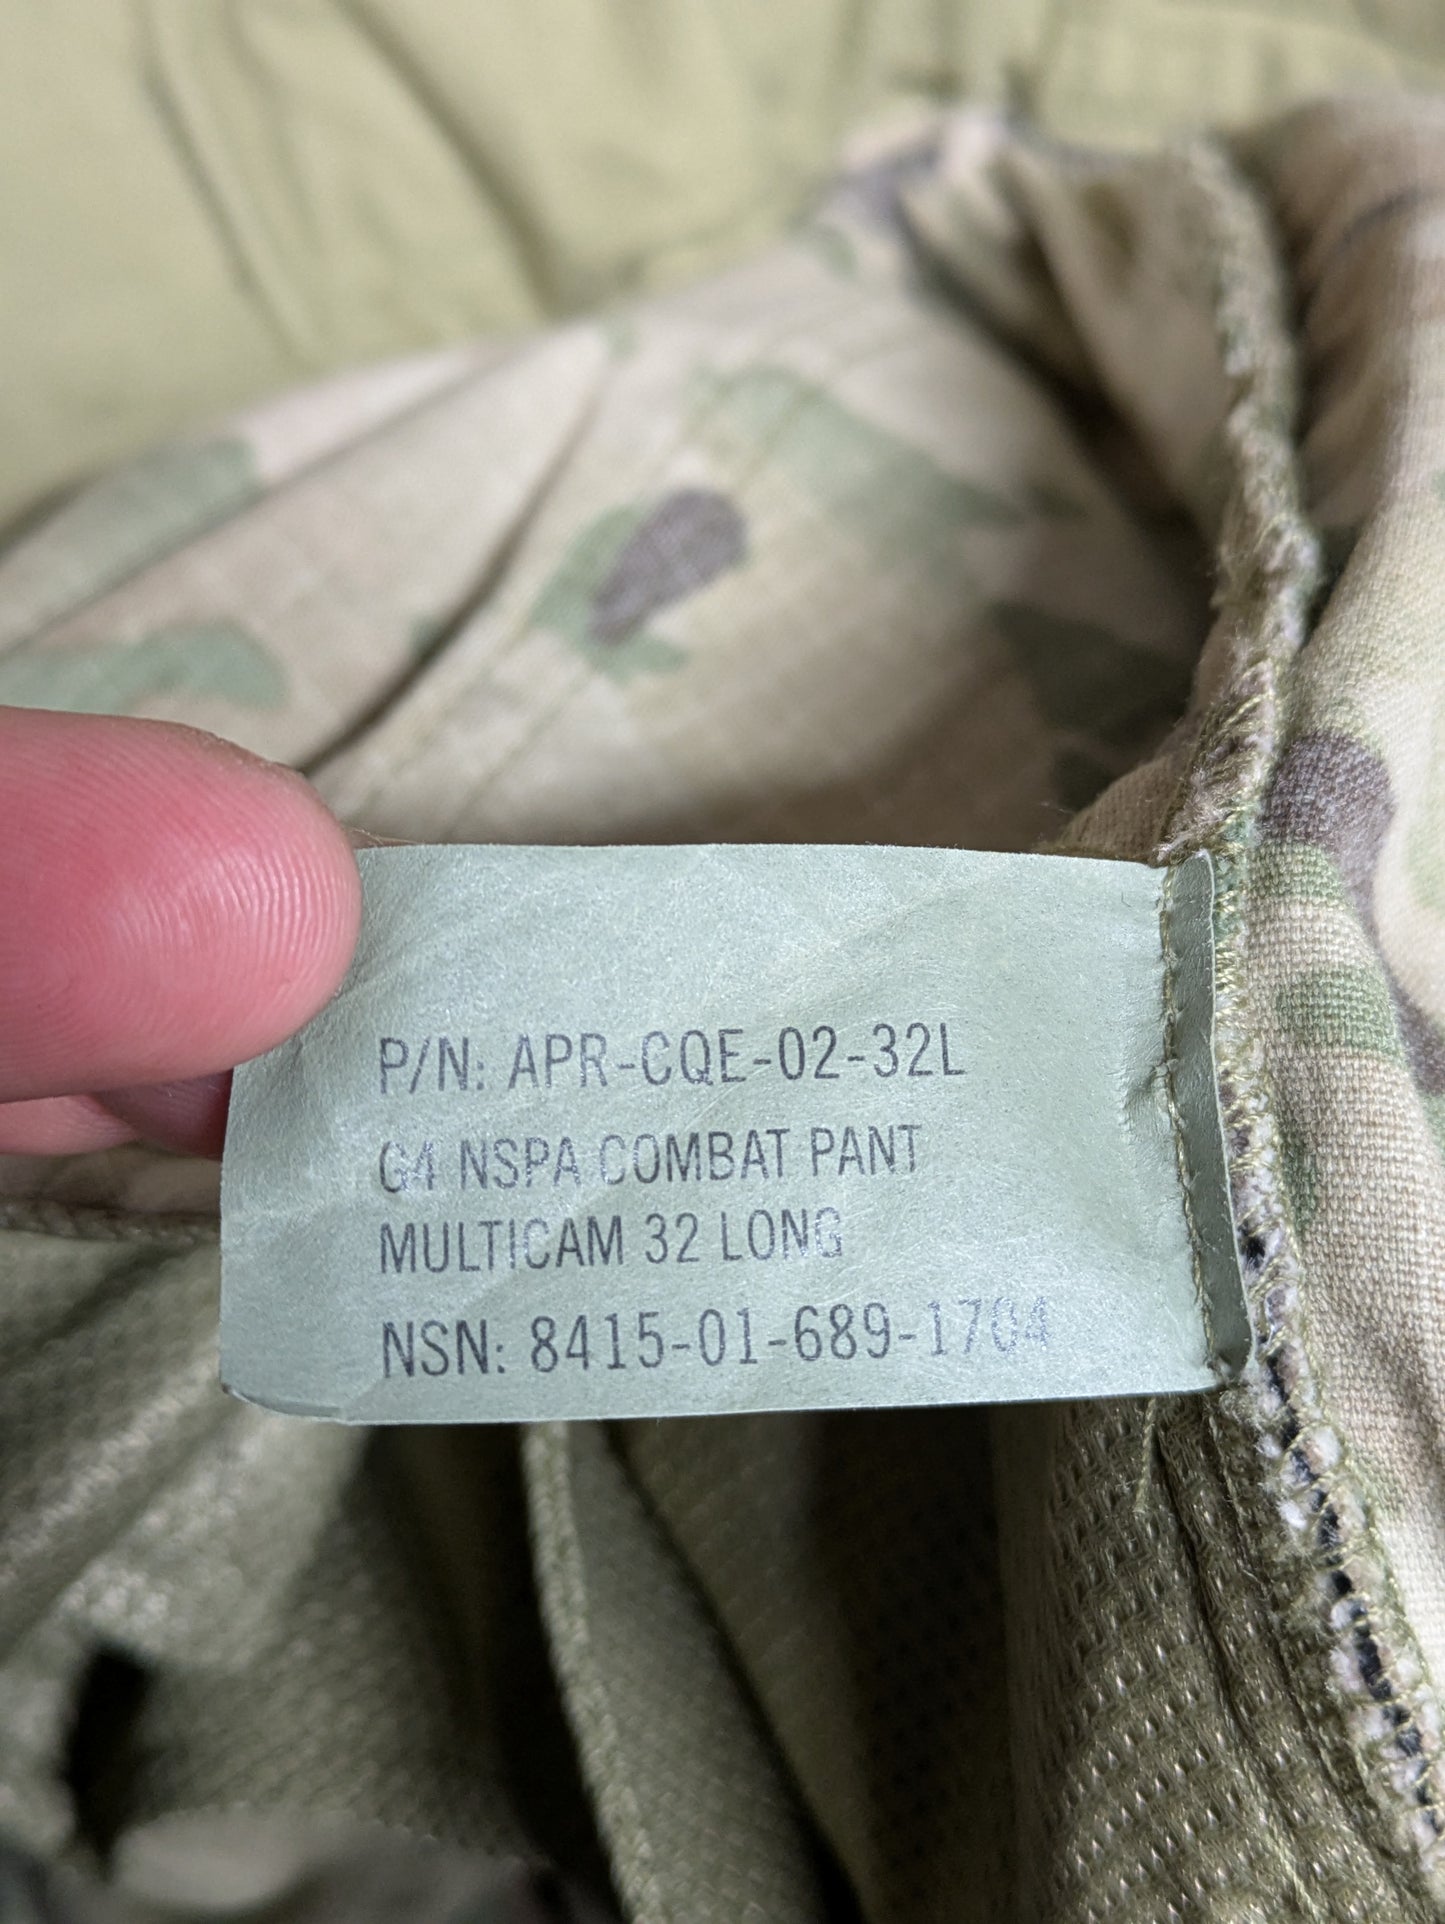 P/N: APR-CQE-02-32L
G4 NSPA COMBAT PANT
MULTICAM 32 LONG
NSN: 8415-01-689-1704